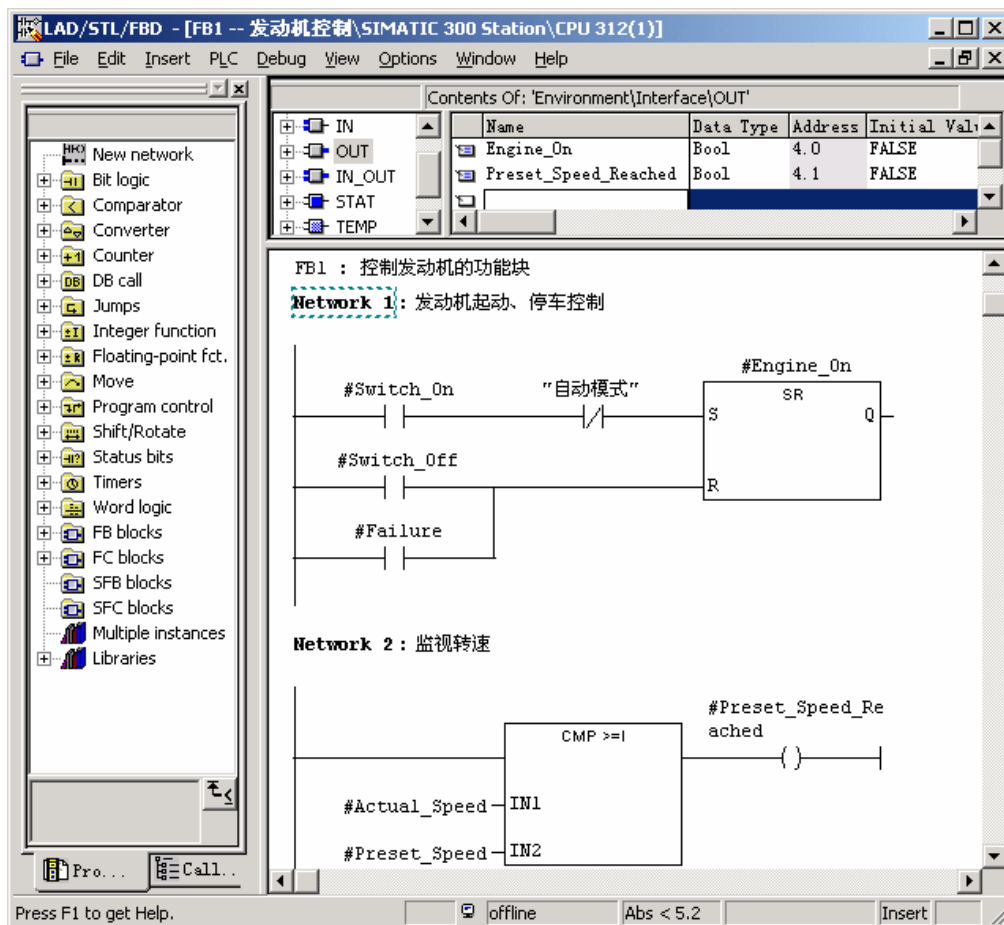 LAD/STL/FBD - [FB1 -- 发动机控制\SIMATIC 300 Station\CPU 312(1)]
File Edit Insert PLC Debug View Options Window Help
Contents Of: 'Environment\Interface\OUT'
IN
OUT
IN_OUT
STAT
TEMP
Name Data Type Address Initial Valu
Engine_On Bool 4.0 FALSE
Preset_Speed_Reached Bool 4.1 FALSE
New network
Bit logic
Comparator
Converter
Counter
DB call
Jumps
Integer function
Floating-point fct.
Move
Program control
Shift/Rotate
Status bits
Timers
Word logic
FB blocks
FC blocks
SFB blocks
SFC blocks
Multiple instances
Libraries
Pro... Call..
FB1 : 控制发动机的功能块
Network 1: 发动机起动、停车控制
#Engine_On
#Switch_On "自动模式" SR
S Q
#Switch_Off
R
#Failure
Network 2: 监视转速
#Preset_Speed_Re
ached
CMP >=I
#Actual_Speed IN1
#Preset_Speed IN2
Press F1 to get Help. offline Abs < 5.2 Insert